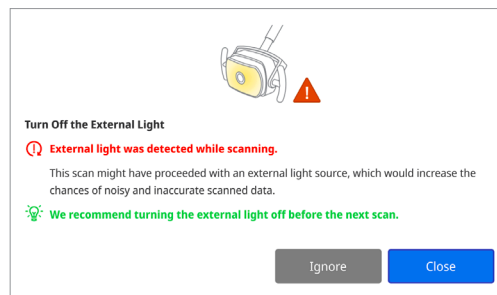 Turn Off the External Light
External light was detected while scanning.
This scan might have proceeded with an external light source, which would increase the
chances of noisy and inaccurate scanned data.
We recommend turning the external light off before the next scan.
Ignore
Close